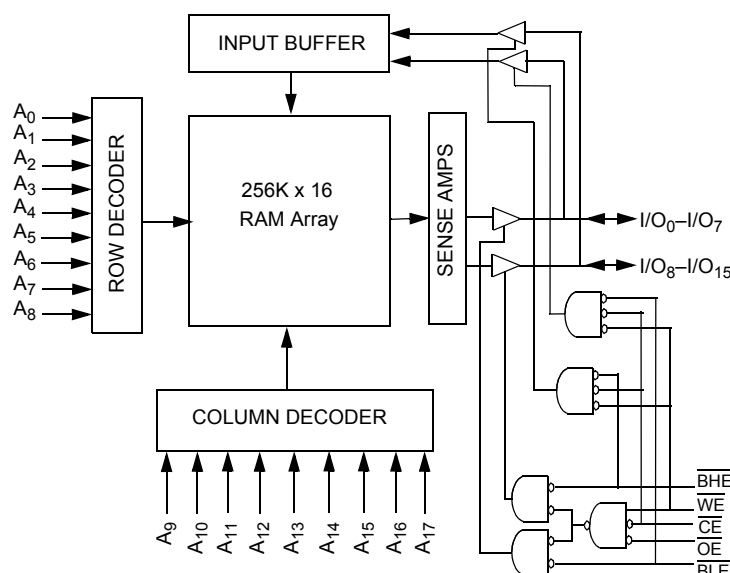 INPUT BUFFER
A0
A1
A2
A3
A4
A5
A6
A7
A8
ROW DECODER
256K x 16
RAM Array
SENSE AMPS
I/O0–I/O7
I/O8–I/O15
COLUMN DECODER
A9
A10
A11
A12
A13
A14
A15
A16
A17
BHE
WE
CE
OE
BLE